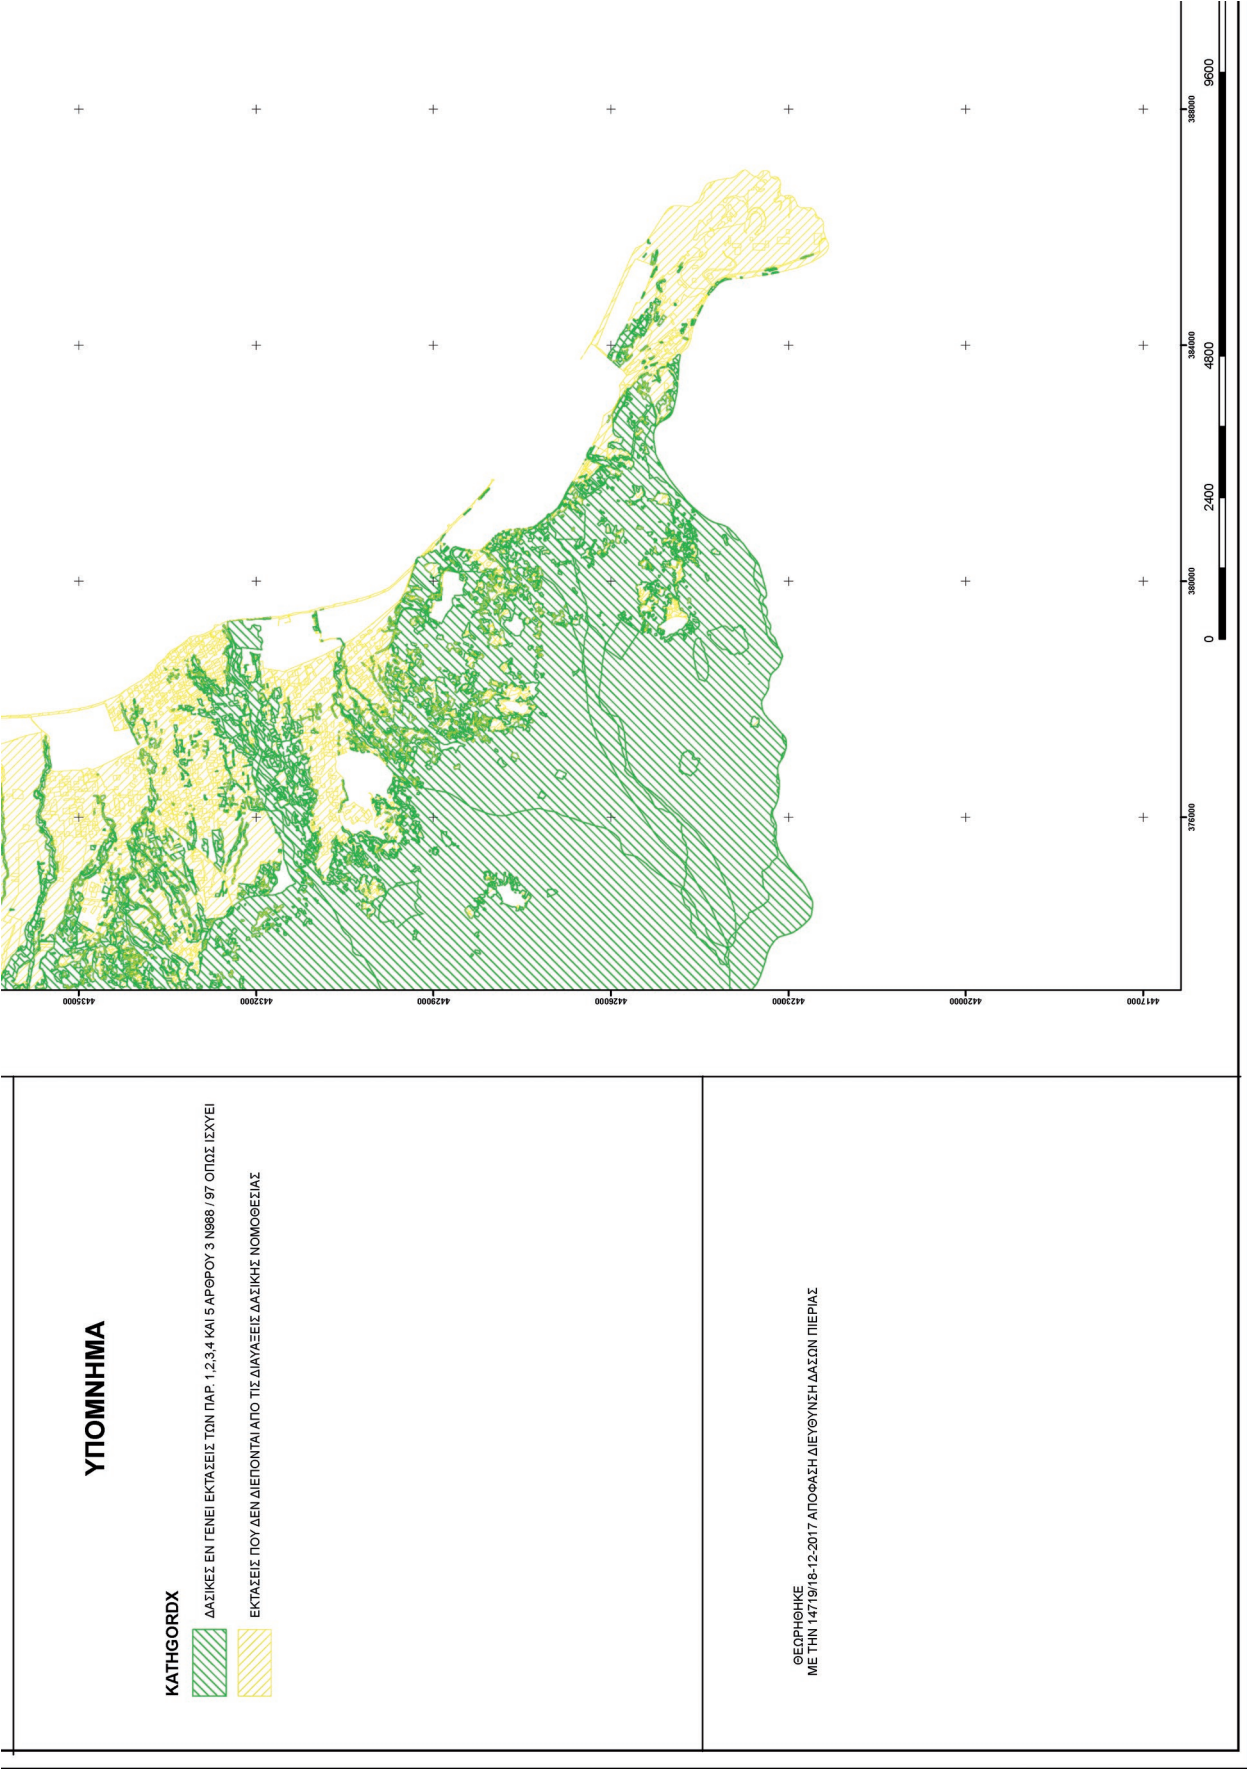 388000
384000
380000
376000
4435000
4432000
4429000
4426000
4423000
4420000
4417000
0
2400
4800
9600
ΥΠΟΜΝΗΜΑ
KATHGORDX
ΔΑΣΙΚΕΣ ΕΝ ΓΕΝΕΙ ΕΚΤΑΣΕΙΣ ΤΩΝ ΠΑΡ. 1,2,3,4 ΚΑΙ 5 ΑΡΘΡΟΥ 3 Ν988 / 97 ΟΠΩΣ ΙΣΧΥΕΙ
ΕΚΤΑΣΕΙΣ ΠΟΥ ΔΕΝ ΔΙΕΠΟΝΤΑΙ ΑΠΟ ΤΙΣ ΔΙΑΥΑΞΕΙΣ ΔΑΣΙΚΗΣ ΝΟΜΟΘΕΣΙΑΣ
ΘΕΩΡΗΘΗΚΕ
ΜΕ ΤΗΝ 14719/18-12-2017 ΑΠΟΦΑΣΗ ΔΙΕΥΘΥΝΣΗ ΔΑΣΩΝ ΠΙΕΡΙΑΣ